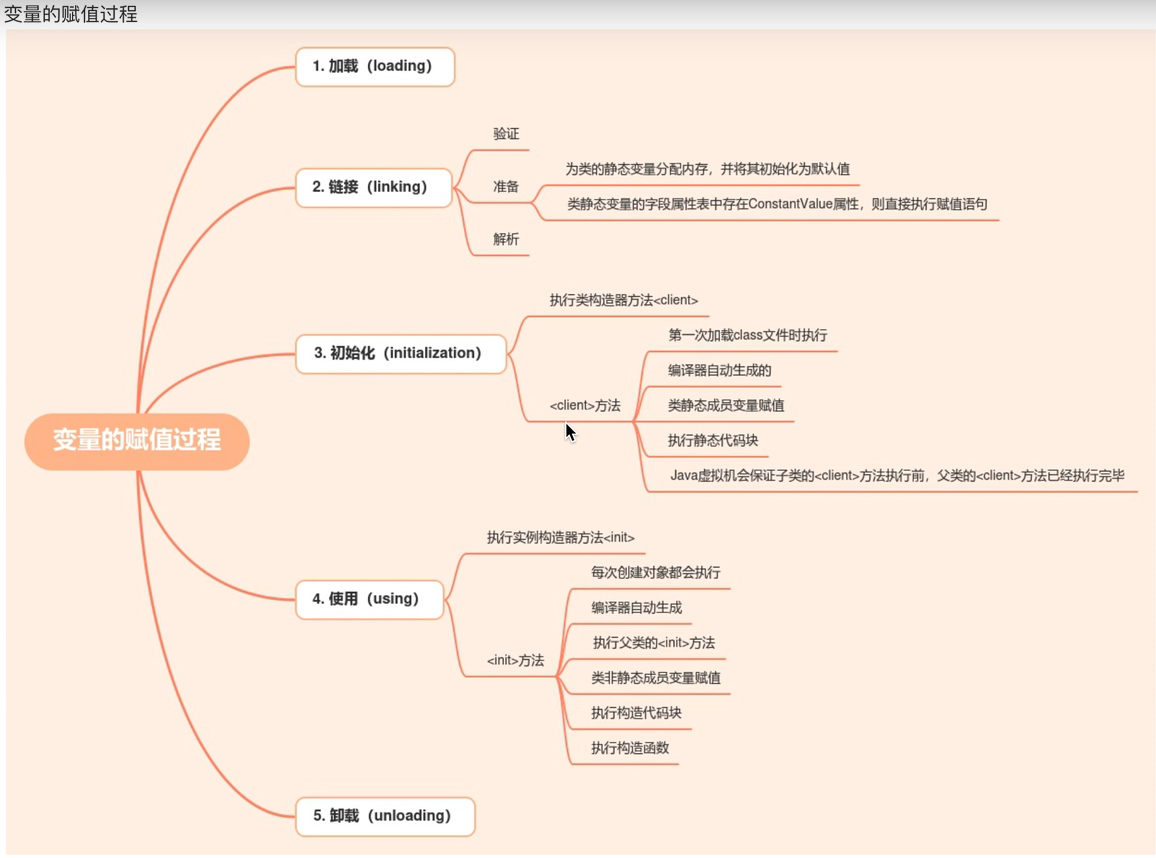 变量的赋值过程
1. 加载（loading）
验证
2. 链接（linking）
准备
为类的静态变量分配内存，并将其初始化为默认值
类静态变量的字段属性表中存在ConstantValue属性，则直接执行赋值语句
解析
3. 初始化（initialization）
执行类构造器方法<client>
<client>方法
第一次加载class文件时执行
编译器自动生成的
类静态成员变量赋值
执行静态代码块
Java虚拟机会保证子类的<client>方法执行前，父类的<client>方法已经执行完毕
变量的赋值过程
4. 使用（using）
执行实例构造器方法<init>
<init>方法
每次创建对象都会执行
编译器自动生成
执行父类的<init>方法
类非静态成员变量赋值
执行构造代码块
执行构造函数
5. 卸载（unloading）